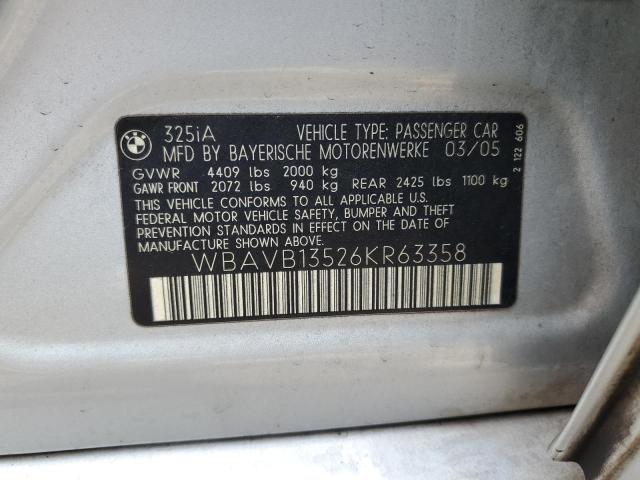 BMW
325iA VEHICLE TYPE: PASSENGER CAR
MFD BY BAYERISCHE MOTORENWERKE 03/05
GVWR 4409 lbs 2000 kg
GAWR FRONT 2072 lbs 940 kg REAR 2425 lbs 1100 kg
THIS VEHICLE CONFORMS TO ALL APPLICABLE U.S.
FEDERAL MOTOR VEHICLE SAFETY, BUMPER AND THEFT
PREVENTION STANDARDS IN EFFECT ON THE DATE OF
MANUFACTURE SHOWN ABOVE.
WBAVB13526KR63358
2 122 606